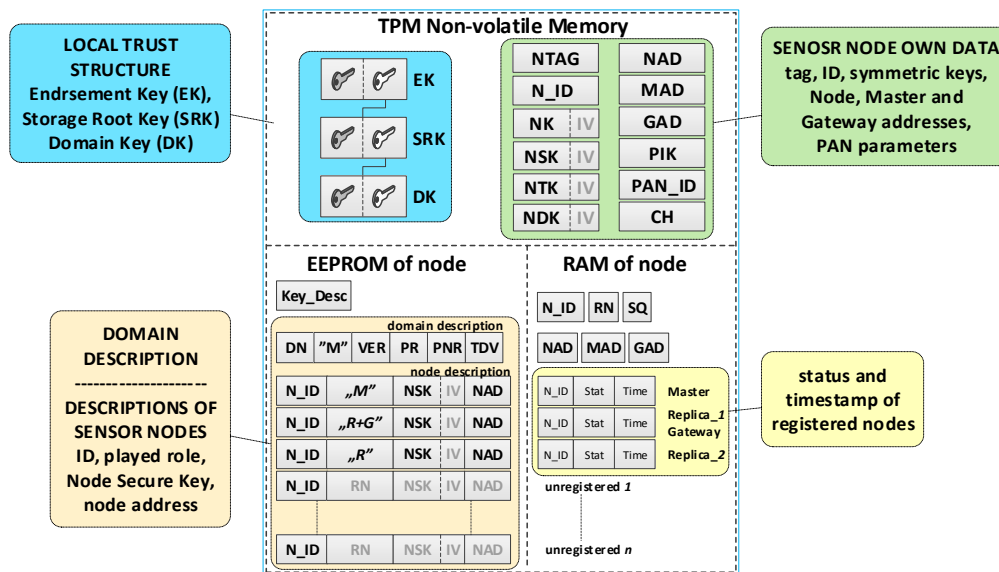 TPM Non-volatile Memory
LOCAL TRUST
STRUCTURE
Endrsement Key (EK),
Storage Root Key (SRK)
Domain Key (DK)
EK
SRK
DK
NTAG
NAD
N_ID
MAD
NK IV
GAD
NSK IV
PIK
NTK IV
PAN_ID
NDK IV
CH
SENOSR NODE OWN DATA
tag, ID, symmetric keys,
Node, Master and
Gateway addresses,
PAN parameters
EEPROM of node
Key_Desc
domain description
DN ”M” VER PR PNR TDV
node description
N_ID „M” NSK IV NAD
N_ID „R+G” NSK IV NAD
N_ID „R” NSK IV NAD
N_ID RN NSK IV NAD
N_ID RN NSK IV NAD
DOMAIN
DESCRIPTION
----------------------
DESCRIPTIONS OF
SENSOR NODES
ID, played role,
Node Secure Key,
node address
RAM of node
N_ID RN SQ
NAD MAD GAD
N_ID Stat Time Master
N_ID Stat Time Replica_1
Gateway
N_ID Stat Time Replica_2
unregistered 1
unregistered n
status and
timestamp of
registered nodes